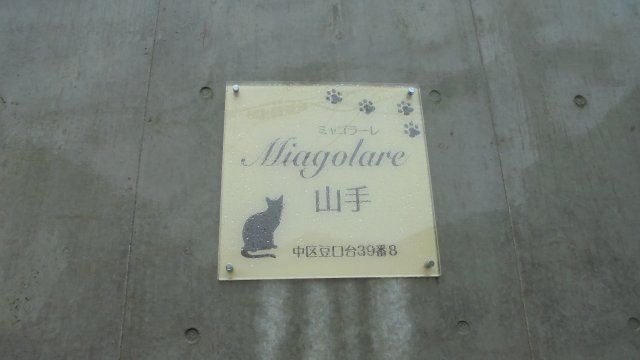 ミャゴラーレ
Miagolare
山手
中区豆口台39番8